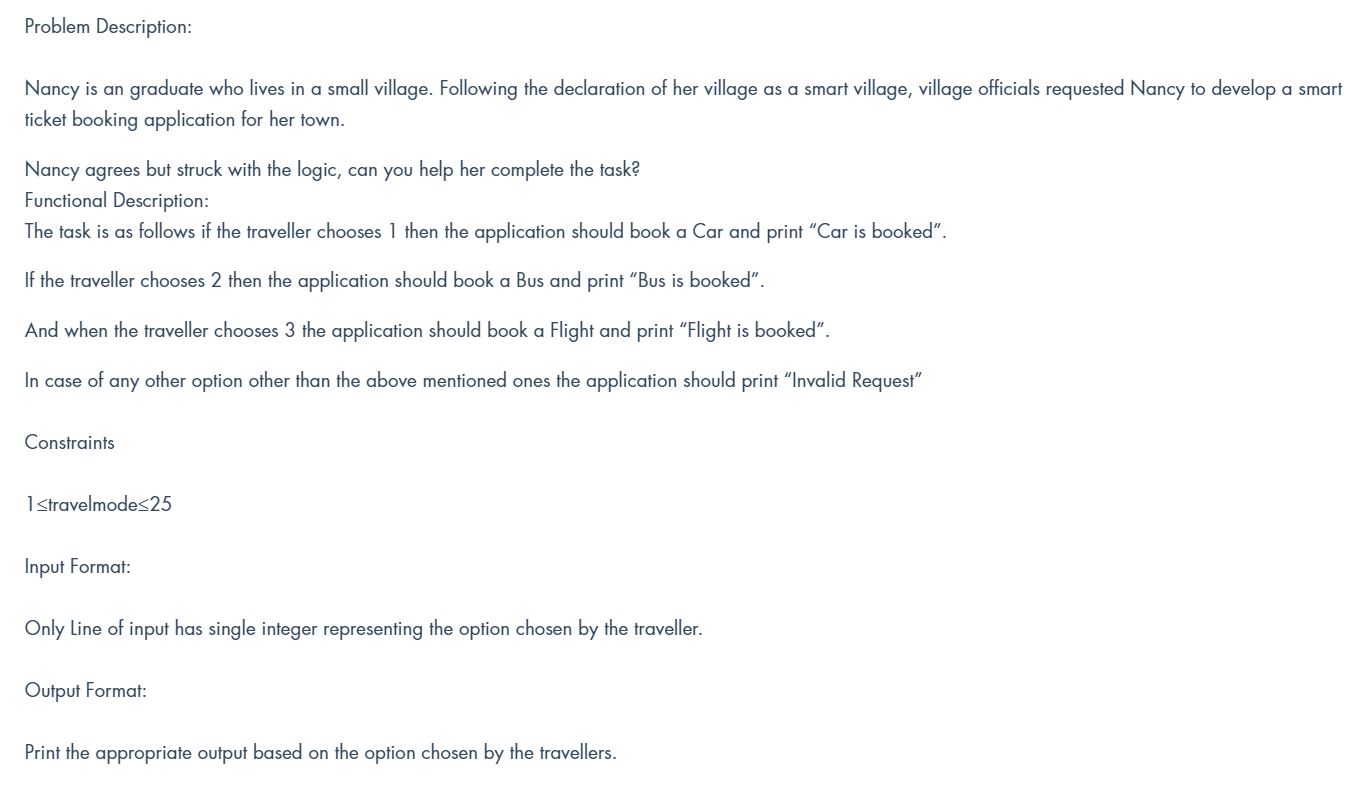 Problem Description:
Nancy is an graduate who lives in a small village. Following the declaration of her village as a smart village, village officials requested Nancy to develop a smart
ticket booking application for her town.
Nancy agrees but struck with the logic, can you help her complete the task?
Functional Description:
The task is as follows if the traveller chooses 1 then the application should book a Car and print “Car is booked”.
If the traveller chooses 2 then the application should book a Bus and print “Bus is booked”.
And when the traveller chooses 3 the application should book a Flight and print “Flight is booked”.
In case of any other option other than the above mentioned ones the application should print “Invalid Request”
Constraints
1≤travelmode≤25
Input Format:
Only Line of input has single integer representing the option chosen by the traveller.
Output Format:
Print the appropriate output based on the option chosen by the travellers.